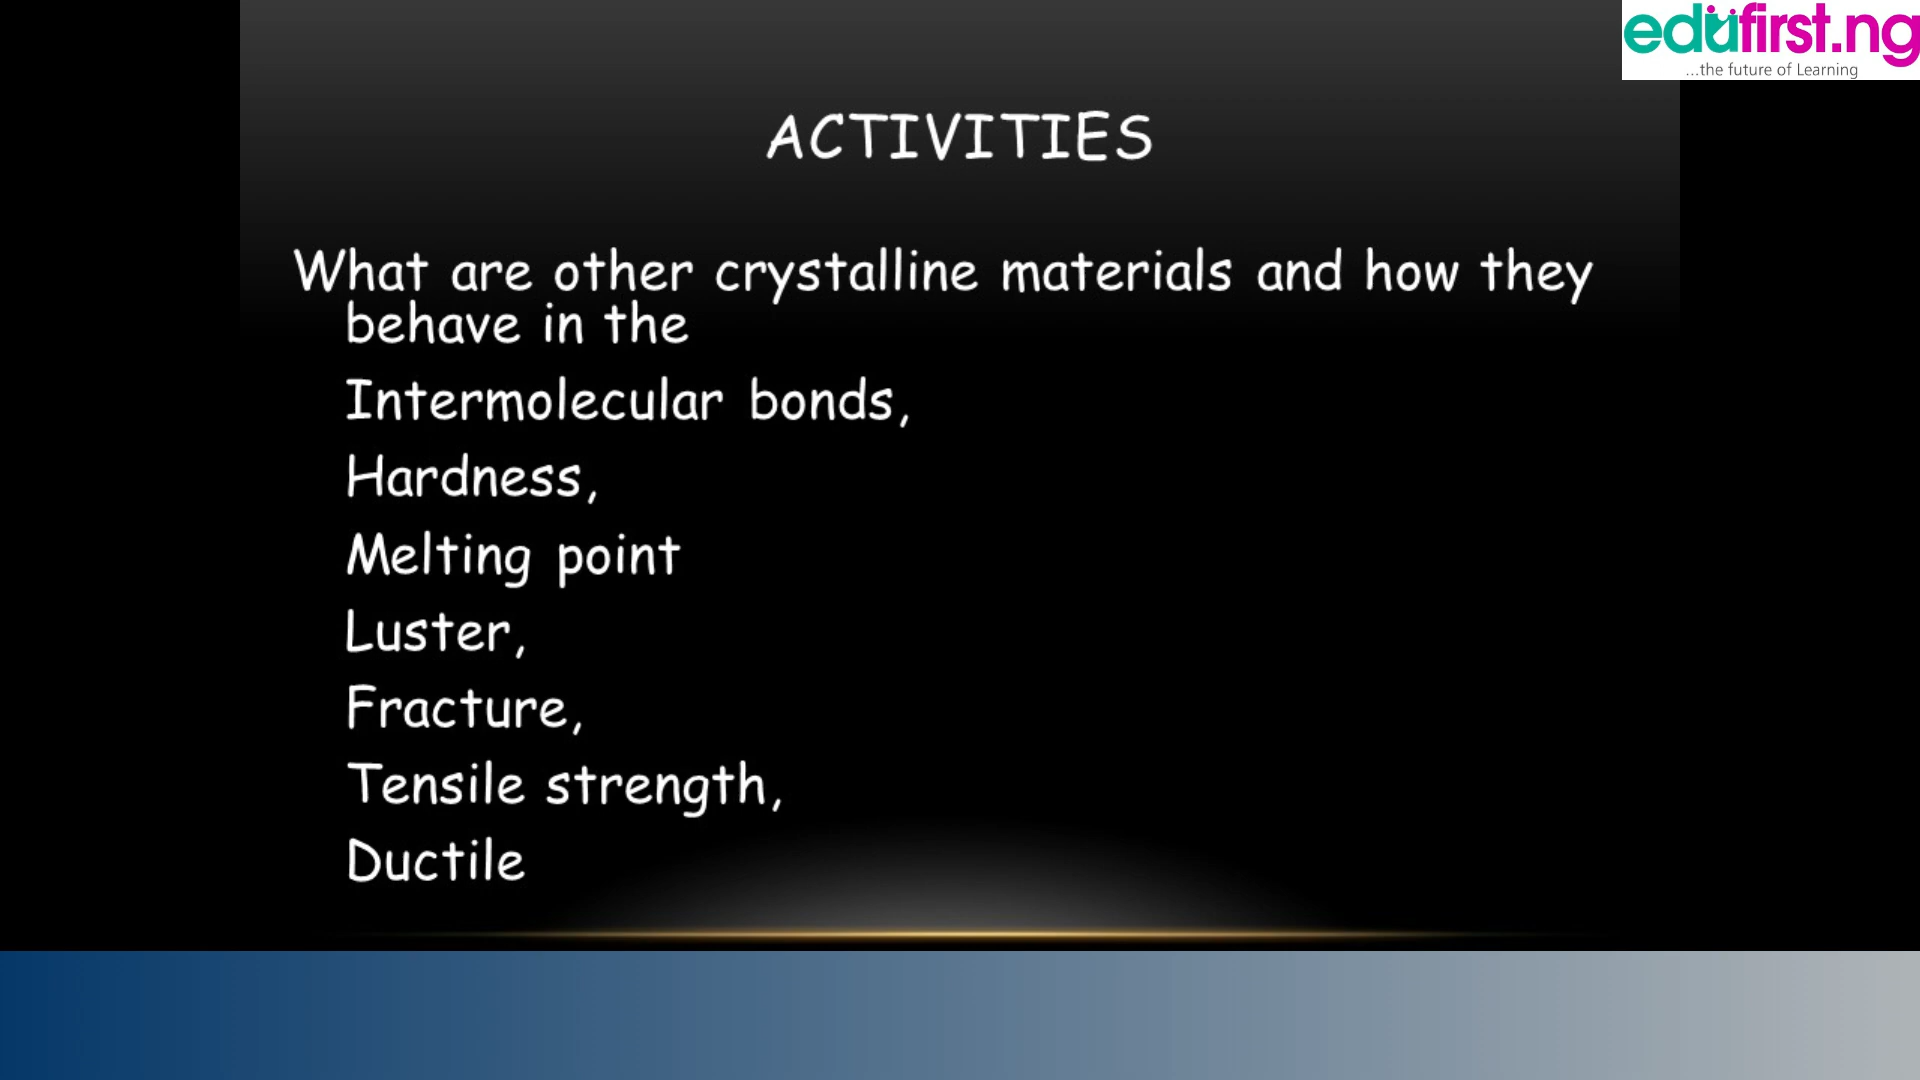 edufirst.ng
...the future of Learning
ACTIVITIES
What are other crystalline materials and how they
behave in the
Intermolecular bonds,
Hardness,
Melting point
Luster,
Fracture,
Tensile strength,
Ductile